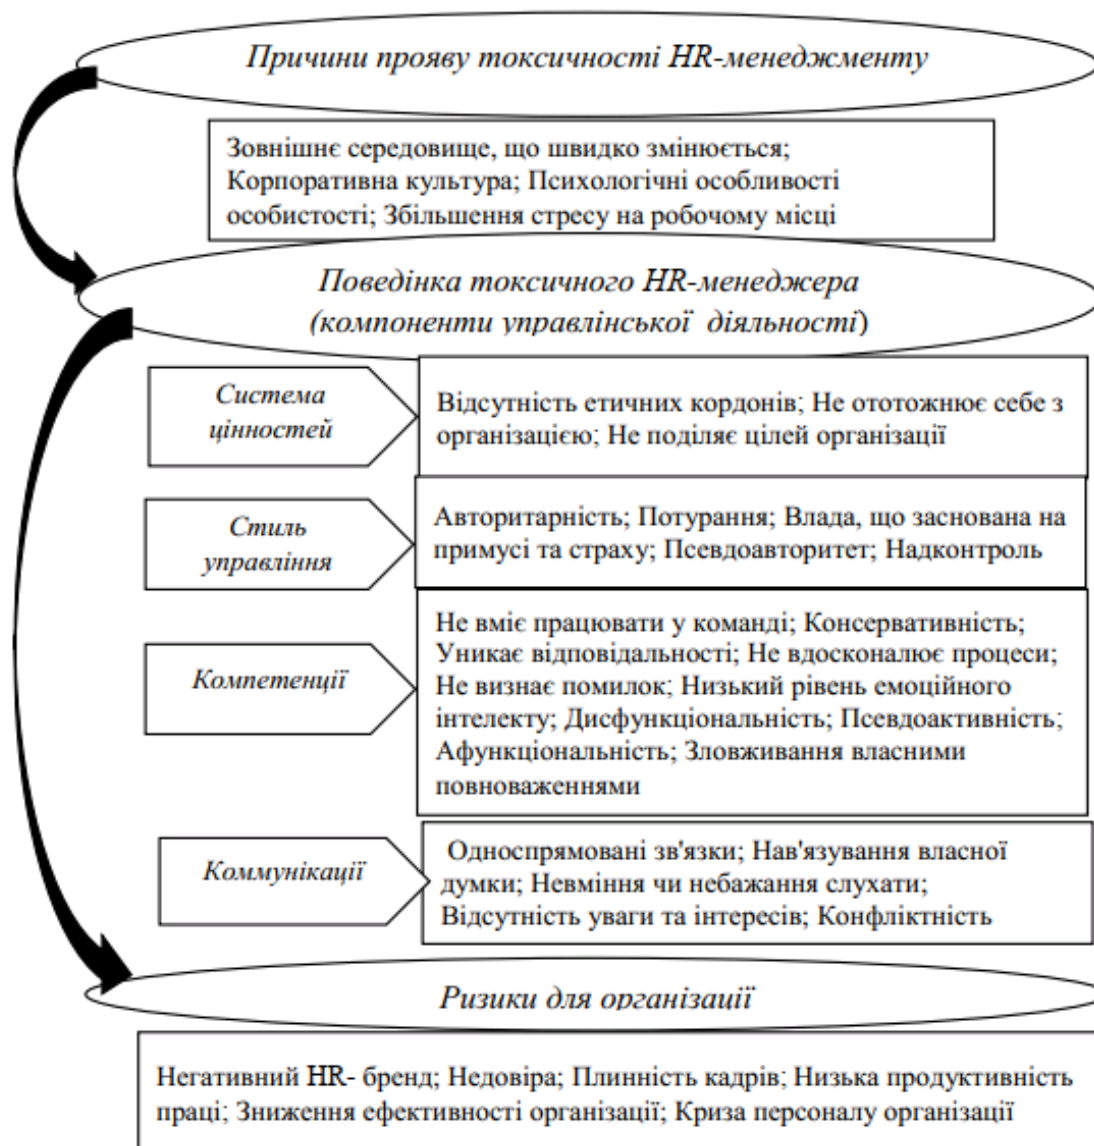 Причини прояву токсичності HR-менеджменту
Зовнішнє середовище, що швидко змінюється;
Корпоративна культура; Психологічні особливості
особистості; Збільшення стресу на робочому місці
Поведінка токсичного HR-менеджера
(компоненти управлінської діяльності)
Система
цінностей
Відсутність етичних кордонів; Не ототожнює себе з
організацією; Не поділяє цілей організації
Стиль
управління
Авторитарність; Потурання; Влада, що заснована на
примусі та страху; Псевдоавторитет; Надконтроль
Компетенції
Не вміє працювати у команді; Консервативність;
Уникає відповідальності; Не вдосконалює процеси;
Не визнає помилок; Низький рівень емоційного
інтелекту; Дисфункціональність; Псевдоактивність;
Афункціональність; Зловживання власними
повноваженнями
Коммунікації
Односпрямовані зв'язки; Нав'язування власної
думки; Невміння чи небажання слухати;
Відсутність уваги та інтересів; Конфліктність
Ризики для організації
Негативний HR- бренд; Недовіра; Плинність кадрів; Низька продуктивність
праці; Зниження ефективності організації; Криза персоналу організації